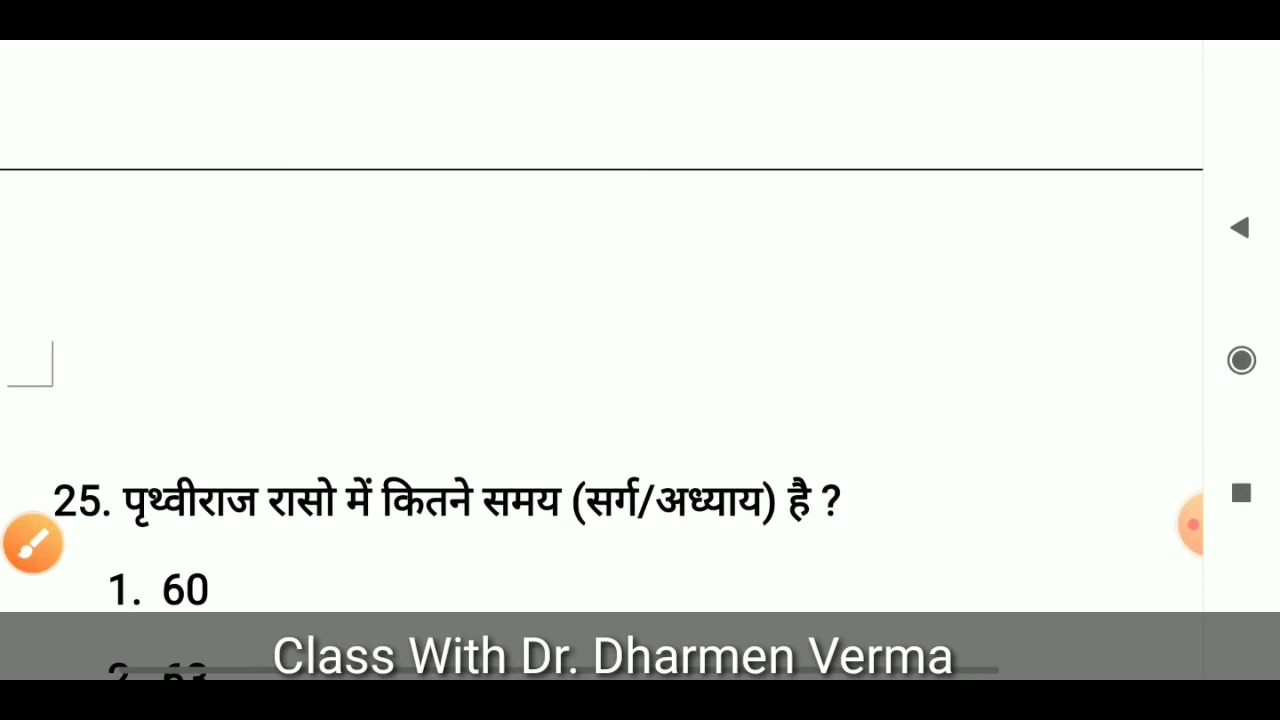 25. पृथ्वीराज रासो में कितने समय (सर्ग/अध्याय) है ?
1. 60
Class With Dr. Dharmen Verma